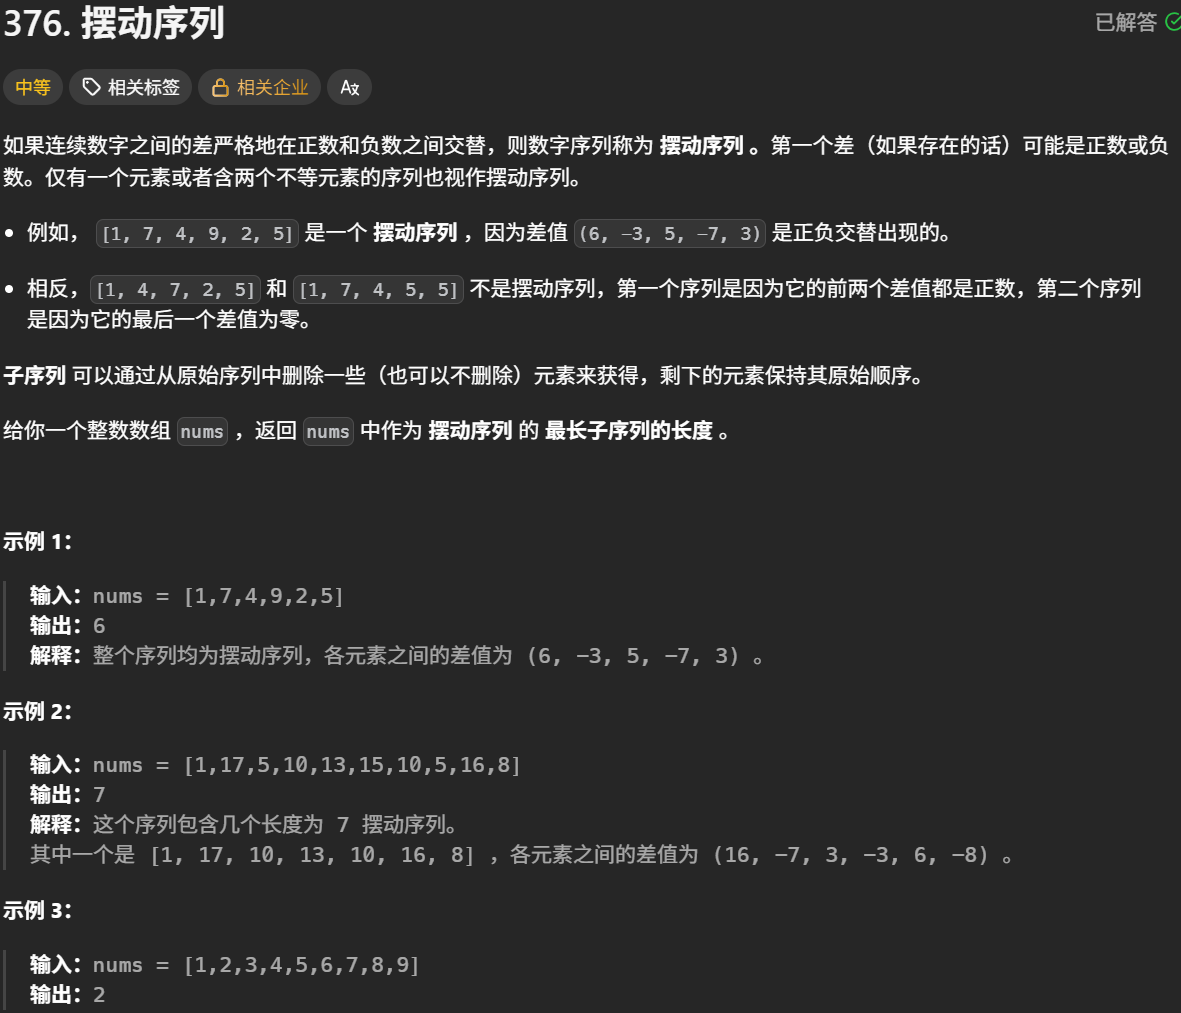 376. 摆动序列
已解答
中等 相关标签 相关企业 Ax
如果连续数字之间的差严格地在正数和负数之间交替，则数字序列称为 摆动序列 。第一个差（如果存在的话）可能是正数或负
数。仅有一个元素或者含两个不等元素的序列也视作摆动序列。
• 例如， [1, 7, 4, 9, 2, 5] 是一个 摆动序列 ，因为差值 (6, -3, 5, -7, 3) 是正负交替出现的。
• 相反，[1, 4, 7, 2, 5] 和 [1, 7, 4, 5, 5] 不是摆动序列，第一个序列是因为它的前两个差值都是正数，第二个序列
是因为它的最后一个差值为零。
子序列 可以通过从原始序列中删除一些（也可以不删除）元素来获得，剩下的元素保持其原始顺序。
给你一个整数数组 nums ，返回 nums 中作为 摆动序列 的 最长子序列的长度 。
示例 1：
输入：nums = [1,7,4,9,2,5]
输出：6
解释：整个序列均为摆动序列，各元素之间的差值为 (6, -3, 5, -7, 3) 。
示例 2：
输入：nums = [1,17,5,10,13,15,10,5,16,8]
输出：7
解释：这个序列包含几个长度为 7 摆动序列。
其中一个是 [1, 17, 10, 13, 10, 16, 8] ，各元素之间的差值为 (16, -7, 3, -3, 6, -8) 。
示例 3：
输入：nums = [1,2,3,4,5,6,7,8,9]
输出：2